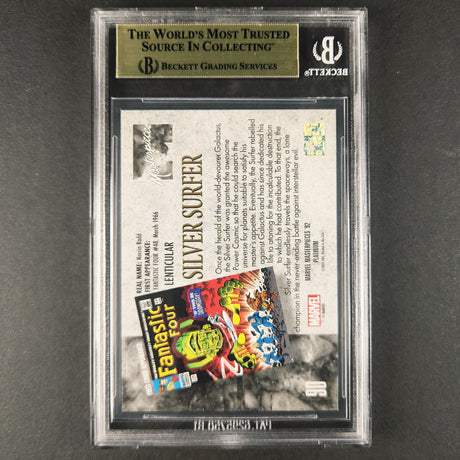 THE WORLD'S MOST TRUSTED
SOURCE IN COLLECTING™
BECKETT GRADING SERVICES
BECKETT
REAL NAME: Norrin Radd
FIRST APPEARANCE:
FANTASTIC FOUR #48, March 1966
LENTICULAR
SILVER SURFER
Once the herald of the world-devourer Galactus,
the Silver Surfer was granted the awesome
Power Cosmic so that he could search the
universe for planets suitable to satisfy his
master's appetite. Eventually, the Surfer rebelled
against Galactus and has since dedicated his
life to atoning for the incalculable destruction
to which he had contributed. To that end, the
Silver Surfer endlessly travels the spaceways, a lone
champion in the never-ending battle against interstellar evil.
MARVEL MASTERPIECES '92
PLATINUM
MARVEL
Fantastic
Four
90